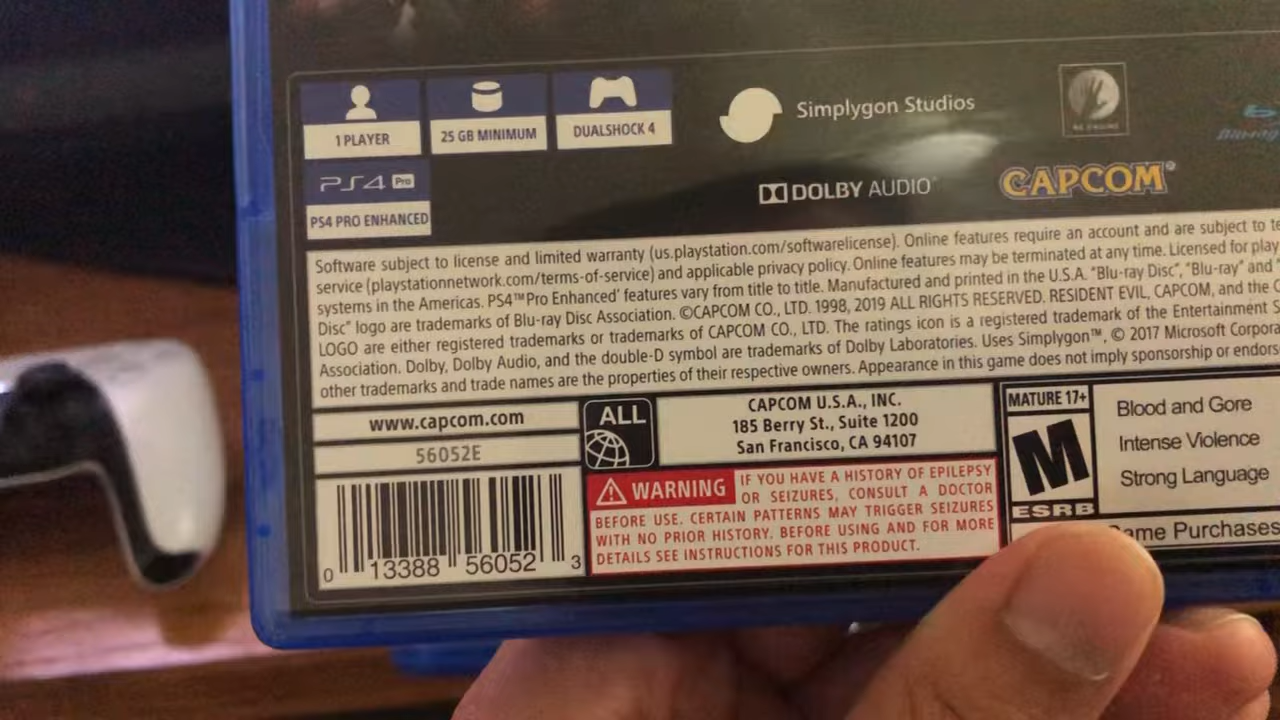 1 PLAYER
25 GB MINIMUM
DUALSHOCK 4
Simplygon Studios
RE ENGINE
PS4 Pro
PS4 PRO ENHANCED
DOLBY AUDIO
CAPCOM®
Software subject to license and limited warranty (us.playstation.com/softwarelicense). Online features require an account and are subject to
service (playstationnetwork.com/terms-of-service) and applicable privacy policy. Online features may be terminated at any time. Licensed for play
systems in the Americas. PS4™Pro Enhanced' features vary from title to title. Manufactured and printed in the U.S.A. "Blu-ray Disc", "Blu-ray" and
Disc" logo are trademarks of Blu-ray Disc Association. ©CAPCOM CO., LTD. 1998, 2019 ALL RIGHTS RESERVED. RESIDENT EVIL, CAPCOM, and the
LOGO are either registered trademarks or trademarks of CAPCOM CO., LTD. The ratings icon is a registered trademark of the Entertainment
Association. Dolby, Dolby Audio, and the double-D symbol are trademarks of Dolby Laboratories. Uses Simplygon™, © 2017 Microsoft Corpora
other trademarks and trade names are the properties of their respective owners. Appearance in this game does not imply sponsorship or endors
www.capcom.com
56052E
0 13388 56052 3
ALL
CAPCOM U.S.A., INC.
185 Berry St., Suite 1200
San Francisco, CA 94107
WARNING IF YOU HAVE A HISTORY OF EPILEPSY
OR SEIZURES, CONSULT A DOCTOR
BEFORE USE. CERTAIN PATTERNS MAY TRIGGER SEIZURES
WITH NO PRIOR HISTORY. BEFORE USING AND FOR MORE
DETAILS SEE INSTRUCTIONS FOR THIS PRODUCT.
MATURE 17+
M
ESRB
Blood and Gore
Intense Violence
Strong Language
ame Purchases